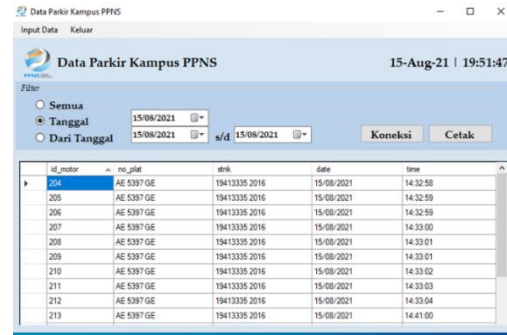 Data Parkir Kampus PPNS
Input Data Keluar
Data Parkir Kampus PPNS 15-Aug-21 | 19:51:47
Filter
Semua
Tanggal 15/08/2021
Dari Tanggal 15/08/2021 s/d 15/08/2021 Koneksi Cetak
id_motor no_plat stnk date time
204 AE 5397 GE 19413335 2016 15/08/2021 14:32:58
205 AE 5397 GE 19413335 2016 15/08/2021 14:32:59
206 AE 5397 GE 19413335 2016 15/08/2021 14:32:59
207 AE 5397 GE 19413335 2016 15/08/2021 14:33:00
208 AE 5397 GE 19413335 2016 15/08/2021 14:33:01
209 AE 5397 GE 19413335 2016 15/08/2021 14:33:01
210 AE 5397 GE 19413335 2016 15/08/2021 14:33:02
211 AE 5397 GE 19413335 2016 15/08/2021 14:33:03
212 AE 5397 GE 19413335 2016 15/08/2021 14:33:04
213 AE 5397 GE 19413335 2016 15/08/2021 14:41:00